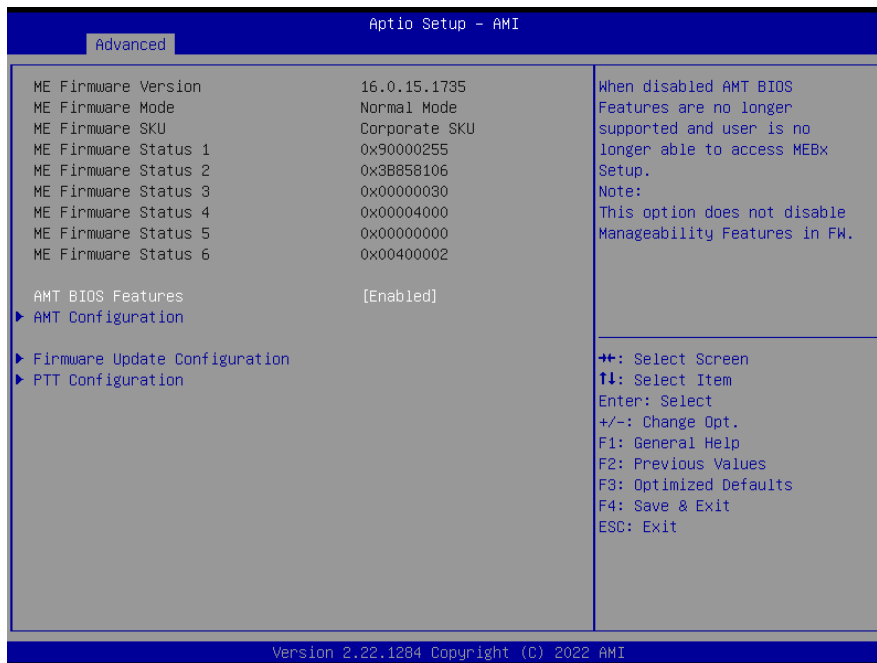 Aptio Setup – AMI
Advanced
ME Firmware Version 16.0.15.1735
ME Firmware Mode Normal Mode
ME Firmware SKU Corporate SKU
ME Firmware Status 1 0x90000255
ME Firmware Status 2 0x3B858106
ME Firmware Status 3 0x00000030
ME Firmware Status 4 0x00004000
ME Firmware Status 5 0x00000000
ME Firmware Status 6 0x00400002
AMT BIOS Features [Enabled]
AMT Configuration
Firmware Update Configuration
PTT Configuration
When disabled AMT BIOS
Features are no longer
supported and user is no
longer able to access MEBx
Setup.
Note:
This option does not disable
Manageability Features in FW.
→←: Select Screen
↑↓: Select Item
Enter: Select
+/-: Change Opt.
F1: General Help
F2: Previous Values
F3: Optimized Defaults
F4: Save & Exit
ESC: Exit
Version 2.22.1284 Copyright (C) 2022 AMI